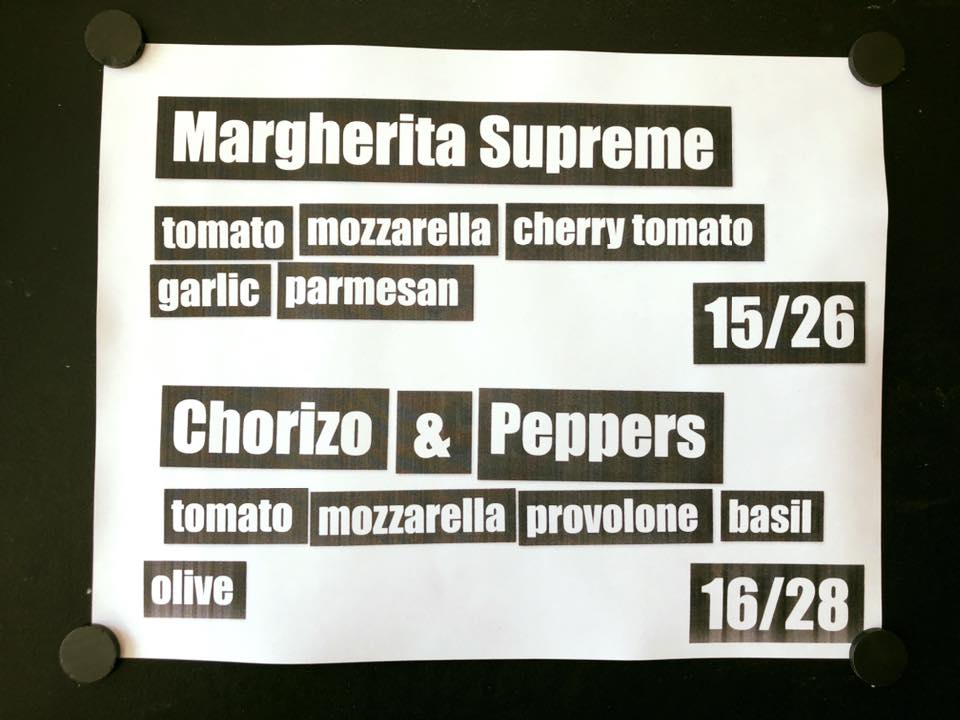 Margherita Supreme
tomato mozzarella cherry tomato
garlic parmesan
15/26
Chorizo & Peppers
tomato mozzarella provolone basil
olive
16/28